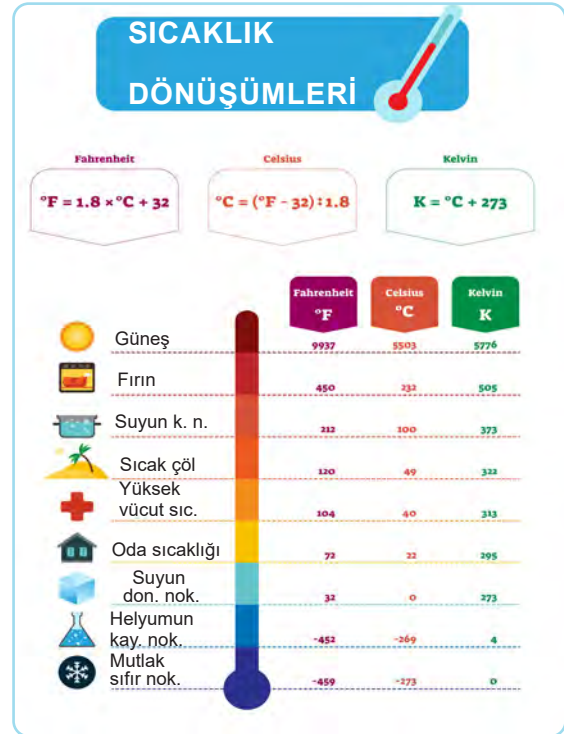 SICAKLIK
DÖNÜŞÜMLERİ
Fahrenheit
Celsius
Kelvin
°F = 1.8 × °C + 32
°C = (°F - 32) : 1.8
K = °C + 273
Fahrenheit Celsius Kelvin
°F °C K
Güneş 9937 5503 5776
Fırın 450 232 505
Suyun k. n. 212 100 373
Sıcak çöl 120 49 322
Yüksek
vücut sıc. 104 40 313
Oda sıcaklığı 72 22 295
Suyun
don. nok. 32 0 273
Helyumun
kay. nok. -452 -269 4
Mutlak
sıfır nok. -459 -273 0